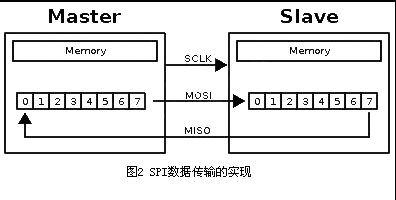 Master Slave
Memory Memory
SCLK
MOSI
0 1 2 3 4 5 6 7 0 1 2 3 4 5 6 7
MISO
图2 SPI数据传输的实现